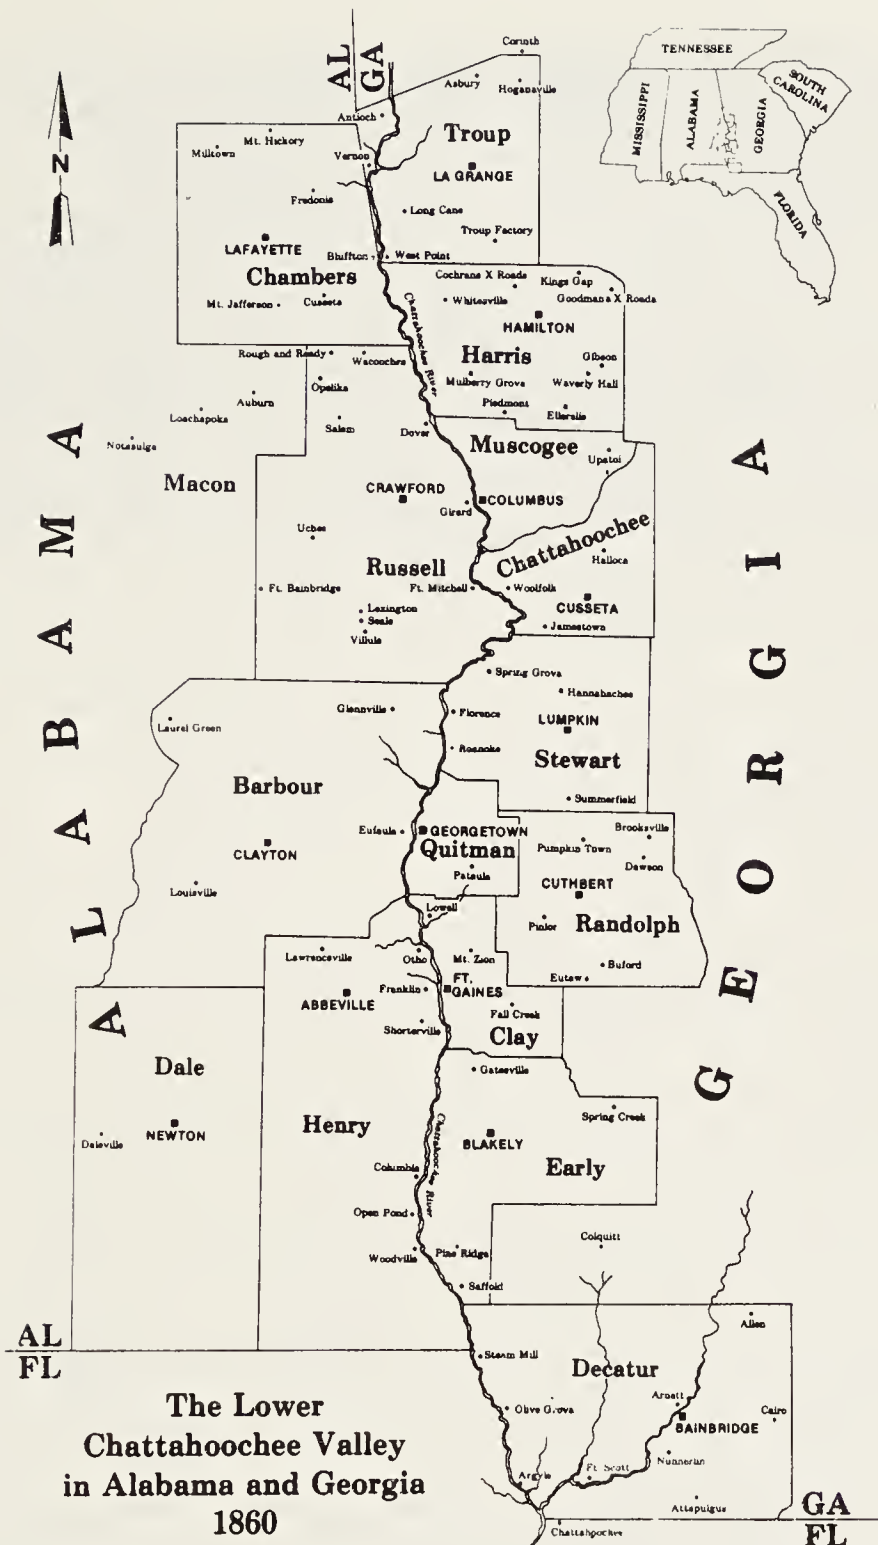 AL
GA
TENNESSEE
MISSISSIPPI
ALABAMA
GEORGIA
SOUTH
CAROLINA
FLORIDA
N
Corinth
Asbury
Hogansville
Antioch
Troup
Vernon
LA GRANGE
Long Cane
Troup Factory
West Point
Mt. Hickory
Milltown
Fredonia
LAFAYETTE
Bluffton
Chambers
Mt. Jefferson
Cusseta
Chattahoochee River
Cochrans X Roads
Kings Gap
Whitesville
Goodmans X Roads
HAMILTON
Harris
Gibson
Mulberry Grove
Waverly Hall
Piedmont
Ellerslie
Rough and Ready
Wacoochee
Opelika
Auburn
Loachapoka
Salem
Notasulga
Dover
Macon
Muscogee
Upatoi
CRAWFORD
COLUMBUS
Girard
Uchee
Chattahoochee
Halloca
Russell
Ft. Bainbridge
Ft. Mitchell
Woolfolk
CUSSETA
Lexington
Seale
Villula
Jamestown
ALABAMA
GEORGIA
Spring Grove
Hannahachee
Glennville
Florence
LUMPKIN
Laurel Green
Roanoke
Stewart
Barbour
Summerfield
Eufaula
GEORGETOWN
Quitman
Pataula
CLAYTON
Louisville
Brooksville
Pumpkin Town
Dawson
CUTHBERT
Pinlor
Randolph
Buford
Eutaw
Lowell
Lawrenceville
Otho
Mt. Zion
Franklin
FT.
GAINES
ABBEVILLE
Fall Creek
Shorterville
Clay
Dale
Gatesville
Daleville
NEWTON
Henry
Spring Creek
BLAKELY
Early
Columbia
Chattahoochee River
Open Pond
Woodville
Pine Ridge
Colquitt
Saffold
Allen
AL
FL
Steam Mill
Decatur
Olive Grove
Arnett
Cairo
BAINBRIDGE
Nunnerlan
Argyle
Ft. Scott
Attapulgus
GA
FL
Chattahoochee
The Lower
Chattahoochee Valley
in Alabama and Georgia
1860